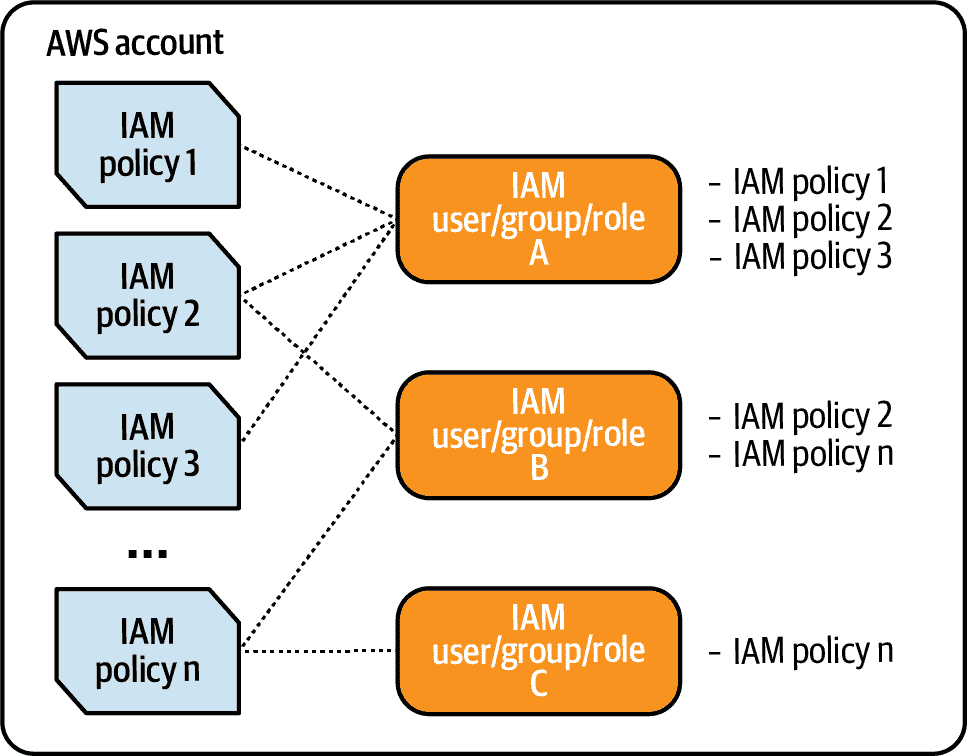 AWS account
IAM
policy 1
IAM
policy 2
IAM
policy 3
...
IAM
policy n
IAM
user/group/role
A
– IAM policy 1
– IAM policy 2
– IAM policy 3
IAM
user/group/role
B
– IAM policy 2
– IAM policy n
IAM
user/group/role
C
– IAM policy n